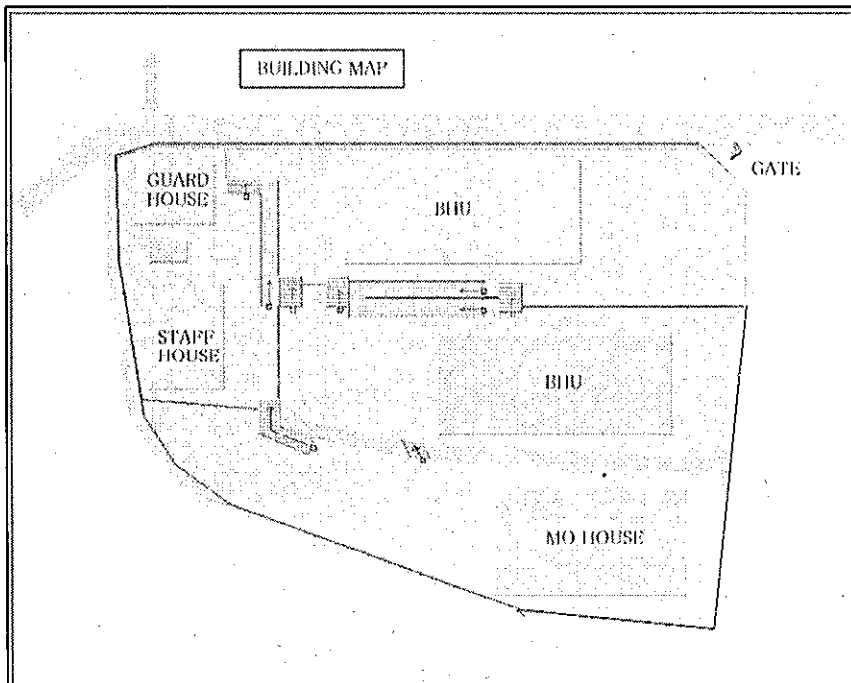 BUILDING MAP
GATE
GUARD
HOUSE
BHU
STAFF
HOUSE
BHU
MO HOUSE